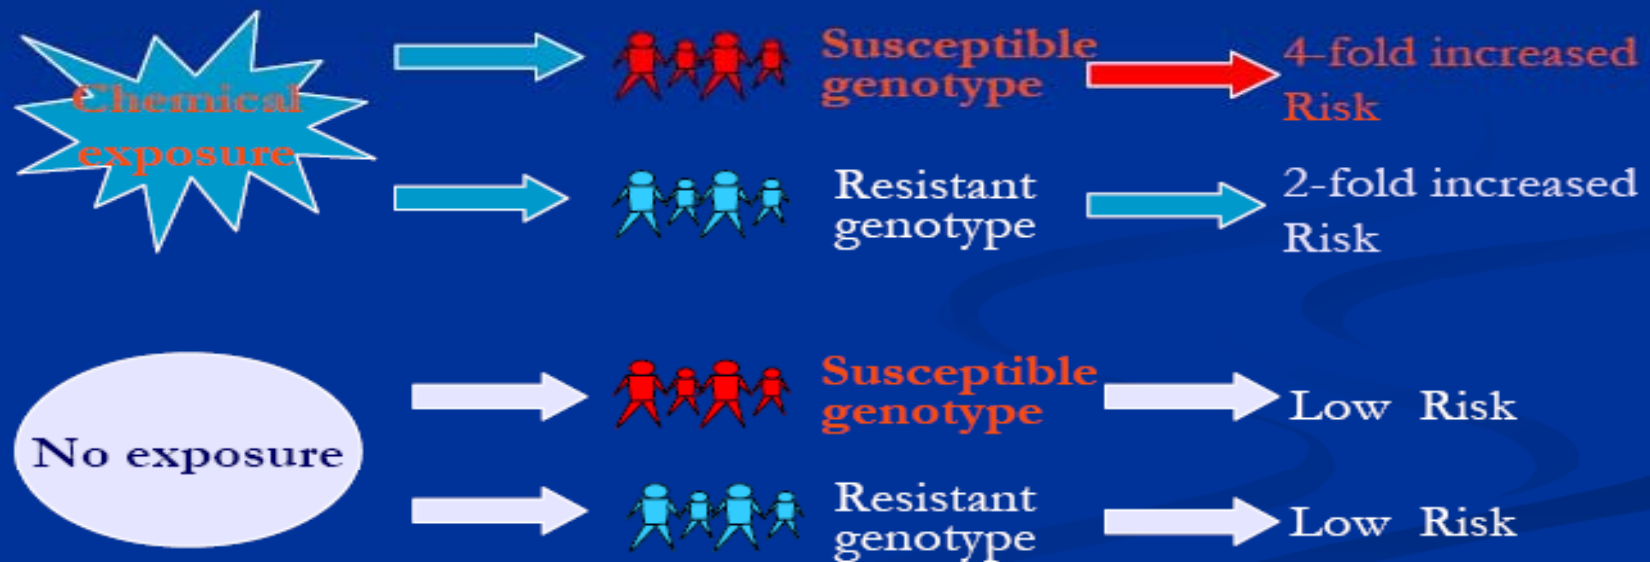 Chemical
exposure
Susceptible
genotype
4-fold increased
Risk
Resistant
genotype
2-fold increased
Risk
No exposure
Susceptible
genotype
Low Risk
Resistant
genotype
Low Risk